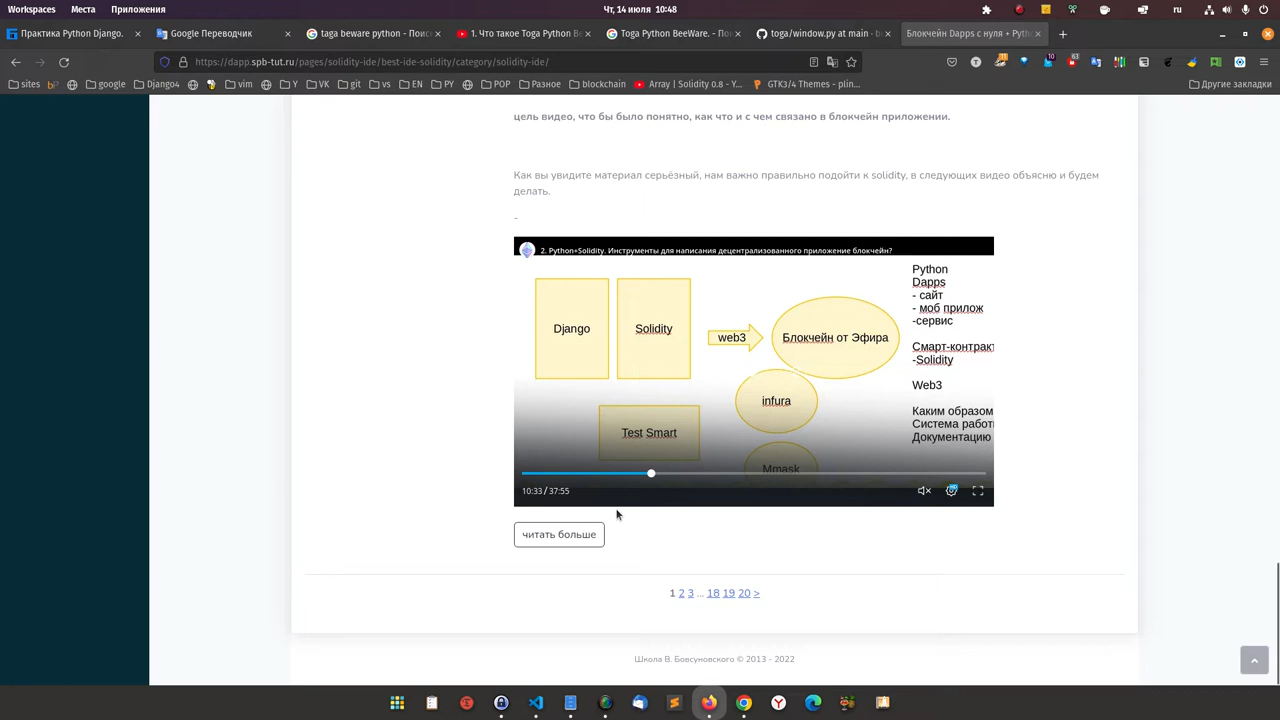 Workspaces Места Приложения
Чт, 14 июля 10:48
ru
Практика Python Django.
Google Переводчик
taga beware python - Поис
1. Что такое Toga Python Be
Toga Python BeeWare. - Пои
toga/window.py at main · b
Блокчейн Dapps с нуля + Pyth
https://dapp.spb-tut.ru/pages/solidity-ide/best-ide-solidity/category/solidity-ide/
sites
bp
google
Django4
vim
Y
VK
git
vs
EN
PY
POP
Разное
blockchain
Array | Solidity 0.8 - Y…
GTK3/4 Themes - plin…
Другие закладки
цель видео, что бы было понятно, как что и с чем связано в блокчейн приложении.
Как вы увидите материал серьёзный, нам важно правильно подойти к solidity, в следующих видео объясню и будем
делать.
-
2. Python+Solidity. Инструменты для написания децентрализованного приложение блокчейн?
Django
Solidity
web3
Блокчейн от Эфира
infura
Test Smart
Mmask
Python
Dapps
- сайт
- моб прилож
-сервис
Смарт-контракт
-Solidity
Web3
Каким образом
Система работ
Документацию
10:33 / 37:55
HD
читать больше
1 2 3 ... 18 19 20 >
Школа В. Бовсуновского © 2013 - 2022